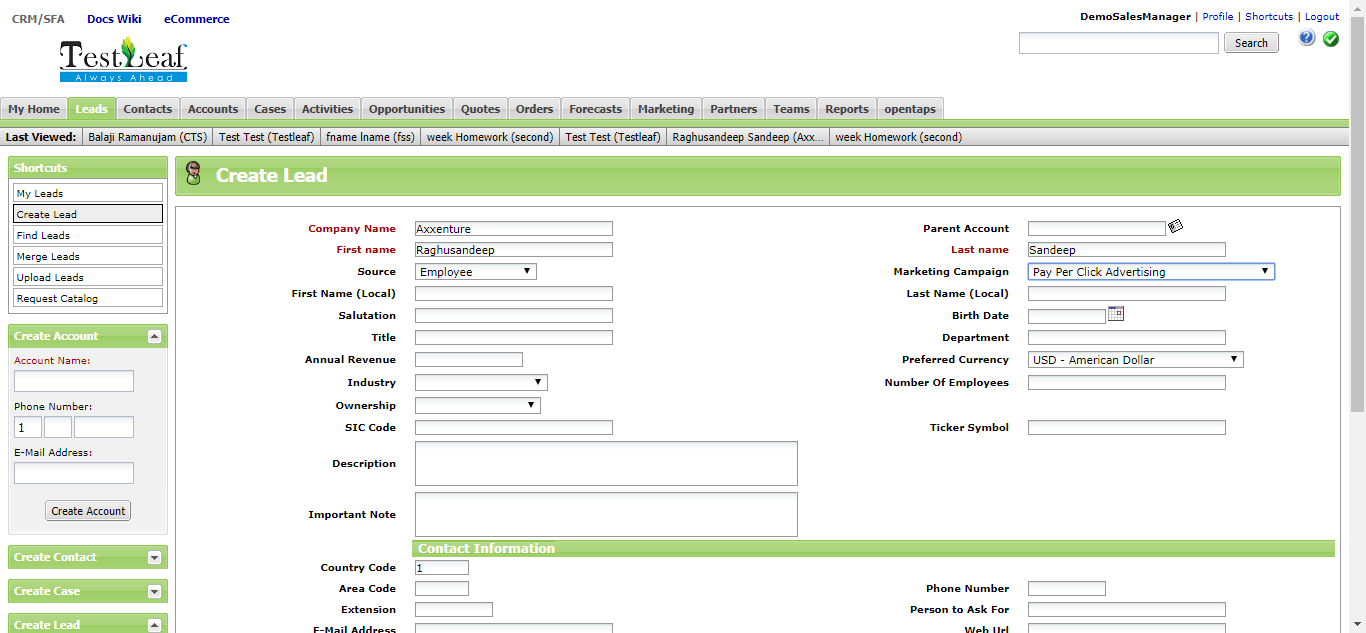 CRM/SFA Docs Wiki eCommerce
DemoSalesManager | Profile | Shortcuts | Logout
TestLeaf
Always Ahead
Search
My Home Leads Contacts Accounts Cases Activities Opportunities Quotes Orders Forecasts Marketing Partners Teams Reports opentaps
Last Viewed: Balaji Ramanujam (CTS) Test Test (Testleaf) fname lname (fss) week Homework (second) Test Test (Testleaf) Raghusandeep Sandeep (Axx... week Homework (second)
Shortcuts
My Leads
Create Lead
Find Leads
Merge Leads
Upload Leads
Request Catalog
Create Account
Account Name:
Phone Number:
1
E-Mail Address:
Create Account
Create Contact
Create Case
Create Lead
Create Lead
Company Name Axxenture Parent Account
First name Raghusandeep Last name Sandeep
Source Employee Marketing Campaign Pay Per Click Advertising
First Name (Local) Last Name (Local)
Salutation Birth Date
Title Department
Annual Revenue Preferred Currency USD - American Dollar
Industry Number Of Employees
Ownership
SIC Code Ticker Symbol
Description
Important Note
Contact Information
Country Code 1
Area Code Phone Number
Extension Person to Ask For
E-Mail Address Web Url